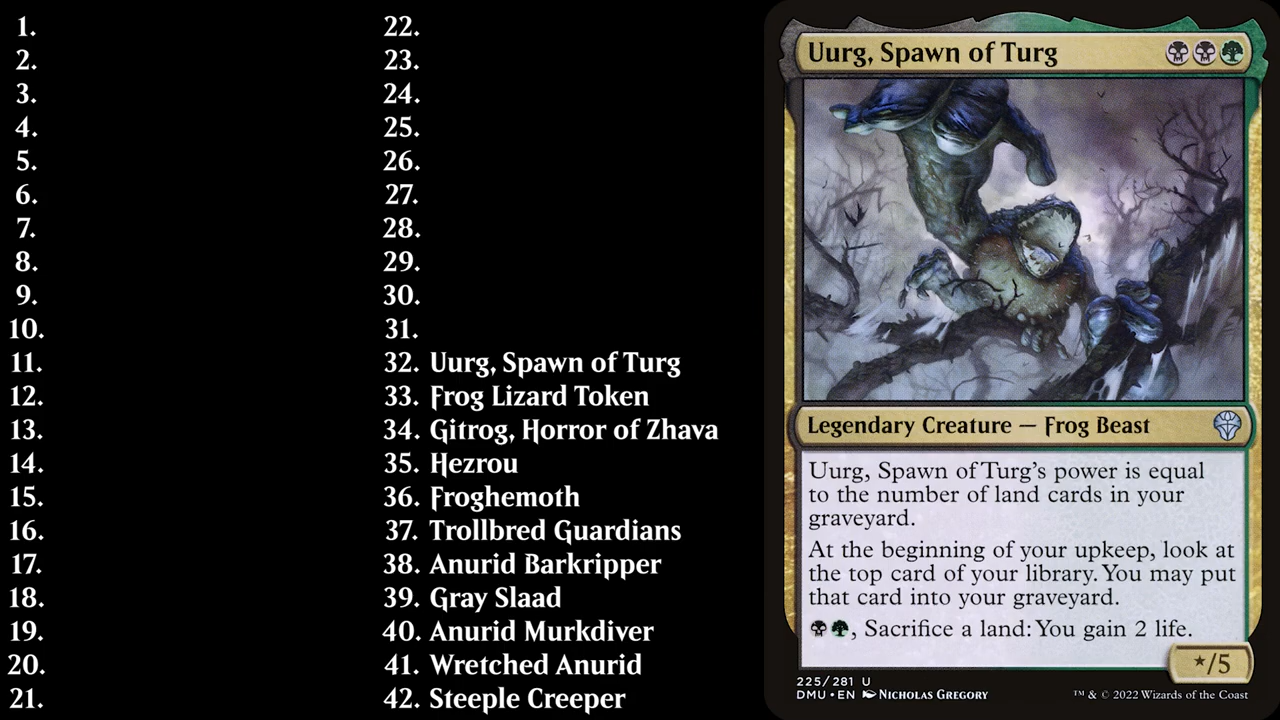 1.
2.
3.
4.
5.
6.
7.
8.
9.
10.
11.
12.
13.
14.
15.
16.
17.
18.
19.
20.
21.
22.
23.
24.
25.
26.
27.
28.
29.
30.
31.
32. Uurg, Spawn of Turg
33. Frog Lizard Token
34. Gitrog, Horror of Zhava
35. Hezrou
36. Froghemoth
37. Trollbred Guardians
38. Anurid Barkripper
39. Gray Slaad
40. Anurid Murkdiver
41. Wretched Anurid
42. Steeple Creeper
Uurg, Spawn of Turg
Legendary Creature — Frog Beast
Uurg, Spawn of Turg's power is equal
to the number of land cards in your
graveyard.
At the beginning of your upkeep, look at
the top card of your library. You may put
that card into your graveyard.
, Sacrifice a land: You gain 2 life.
★/5
225/281 U
DMU • EN Nicholas Gregory
™ & © 2022 Wizards of the Coast